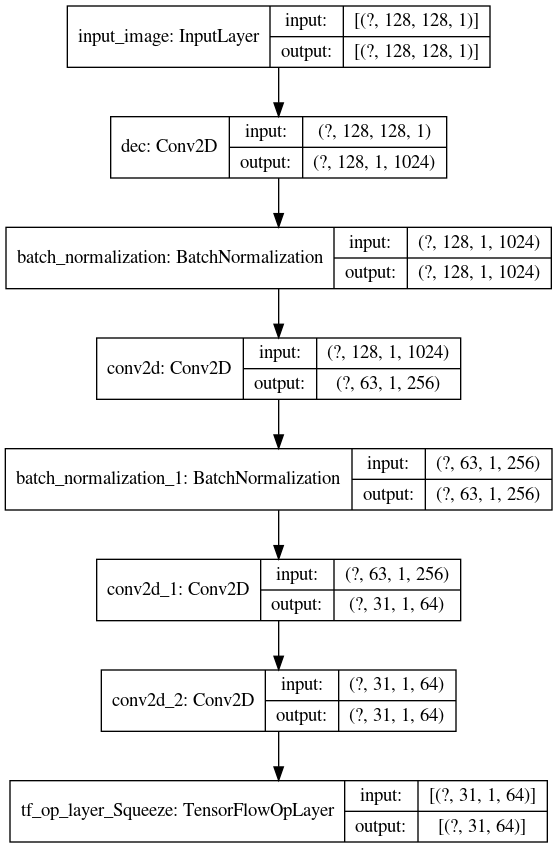 input_image: InputLayer
input: [(?, 128, 128, 1)]
output: [(?, 128, 128, 1)]
dec: Conv2D
input: (?, 128, 128, 1)
output: (?, 128, 1, 1024)
batch_normalization: BatchNormalization
input: (?, 128, 1, 1024)
output: (?, 128, 1, 1024)
conv2d: Conv2D
input: (?, 128, 1, 1024)
output: (?, 63, 1, 256)
batch_normalization_1: BatchNormalization
input: (?, 63, 1, 256)
output: (?, 63, 1, 256)
conv2d_1: Conv2D
input: (?, 63, 1, 256)
output: (?, 31, 1, 64)
conv2d_2: Conv2D
input: (?, 31, 1, 64)
output: (?, 31, 1, 64)
tf_op_layer_Squeeze: TensorFlowOpLayer
input: [(?, 31, 1, 64)]
output: [(?, 31, 64)]